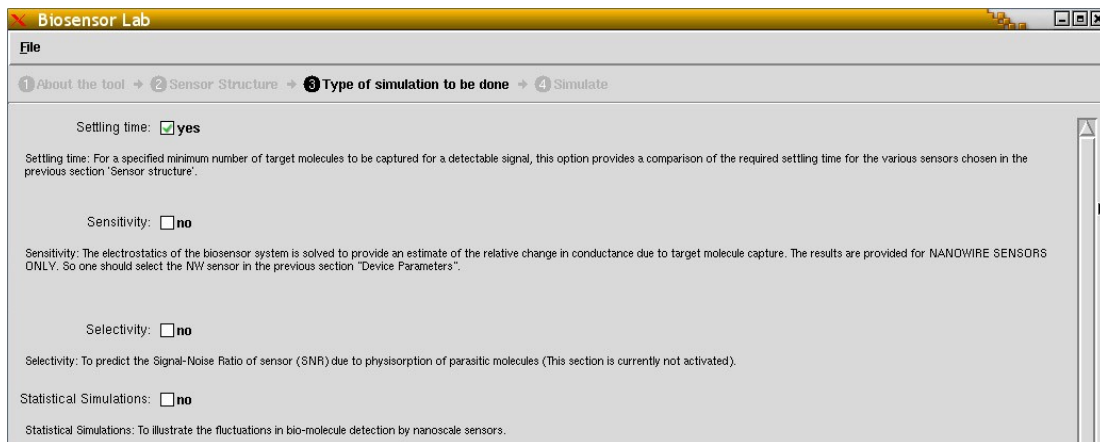 Biosensor Lab
File
1 About the tool → 2 Sensor Structure → 3 Type of simulation to be done → 4 Simulate
Settling time: yes
Settling time: For a specified minimum number of target molecules to be captured for a detectable signal, this option provides a comparison of the required settling time for the various sensors chosen in the
previous section 'Sensor structure'.
Sensitivity: no
Sensitivity: The electrostatics of the biosensor system is solved to provide an estimate of the relative change in conductance due to target molecule capture. The results are provided for NANOWIRE SENSORS
ONLY. So one should select the NW sensor in the previous section "Device Parameters".
Selectivity: no
Selectivity: To predict the Signal-Noise Ratio of sensor (SNR) due to physisorption of parasitic molecules (This section is currently not activated).
Statistical Simulations: no
Statistical Simulations: To illustrate the fluctuations in bio-molecule detection by nanoscale sensors.